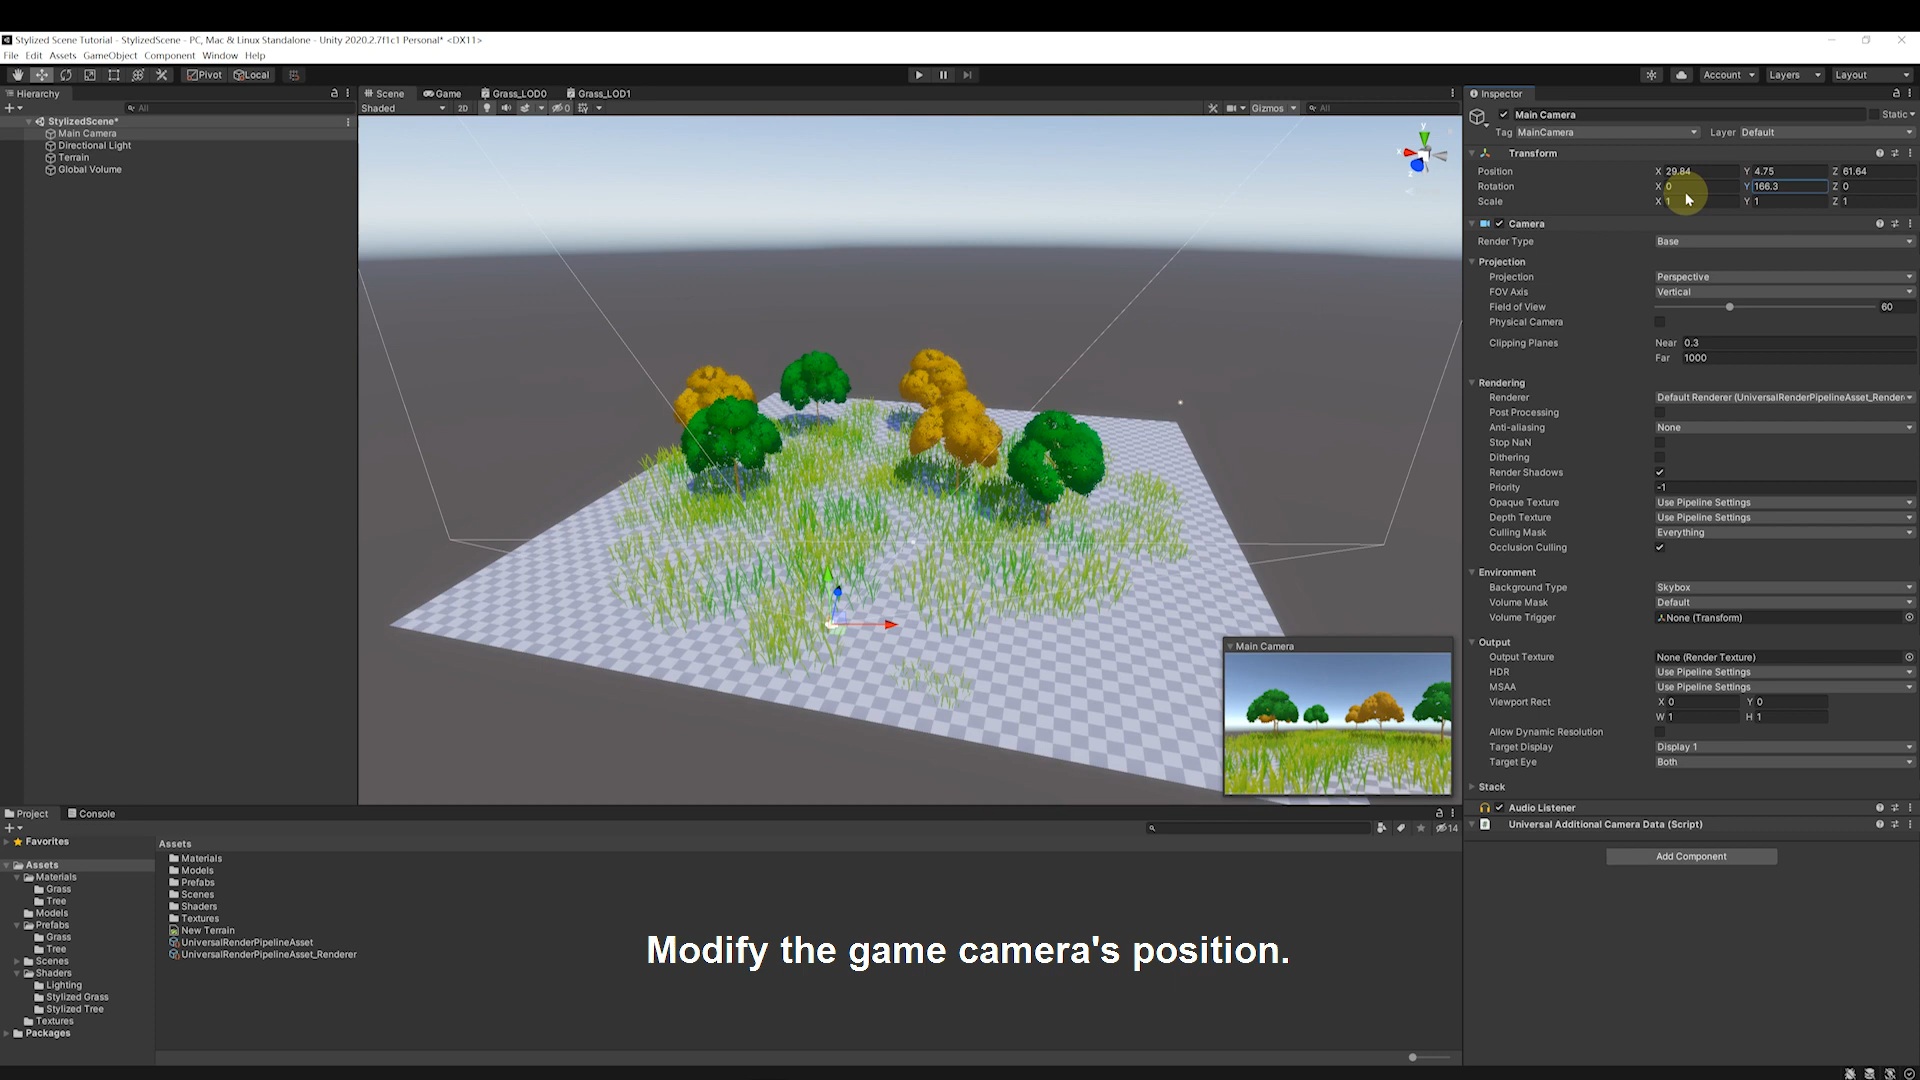 Stylized Scene Tutorial - StylizedScene - PC, Mac & Linux Standalone - Unity 2020.2.7f1c1 Personal* <DX11>
File Edit Assets GameObject Component Window Help
Pivot Local Account Layers Layout
Hierarchy
All
StylizedScene*
Main Camera
Directional Light
Terrain
Global Volume
Scene Game Grass_LOD0 Grass_LOD1
Shaded 2D 0 Gizmos All
y
x
z
Main Camera
Inspector
Main Camera Static
Tag MainCamera Layer Default
Transform
Position X 29.84 Y 4.75 Z 61.64
Rotation X 0 Y 166.3 Z 0
Scale X 1 Y 1 Z 1
Camera
Render Type Base
Projection
Projection Perspective
FOV Axis Vertical
Field of View 60
Physical Camera
Clipping Planes Near 0.3
Far 1000
Rendering
Renderer Default Renderer (UniversalRenderPipelineAsset_Render
Post Processing
Anti-aliasing None
Stop NaN
Dithering
Render Shadows
Priority -1
Opaque Texture Use Pipeline Settings
Depth Texture Use Pipeline Settings
Culling Mask Everything
Occlusion Culling
Environment
Background Type Skybox
Volume Mask Default
Volume Trigger None (Transform)
Output
Output Texture None (Render Texture)
HDR Use Pipeline Settings
MSAA Use Pipeline Settings
Viewport Rect X 0 Y 0
W 1 H 1
Allow Dynamic Resolution
Target Display Display 1
Target Eye Both
Stack
Audio Listener
Universal Additional Camera Data (Script)
Add Component
Project Console
14
Favorites
Assets
Materials
Grass
Tree
Models
Prefabs
Grass
Tree
Scenes
Shaders
Lighting
Stylized Grass
Stylized Tree
Textures
Packages
Assets
Materials
Models
Prefabs
Scenes
Shaders
Textures
New Terrain
UniversalRenderPipelineAsset
UniversalRenderPipelineAsset_Renderer
Modify the game camera's position.